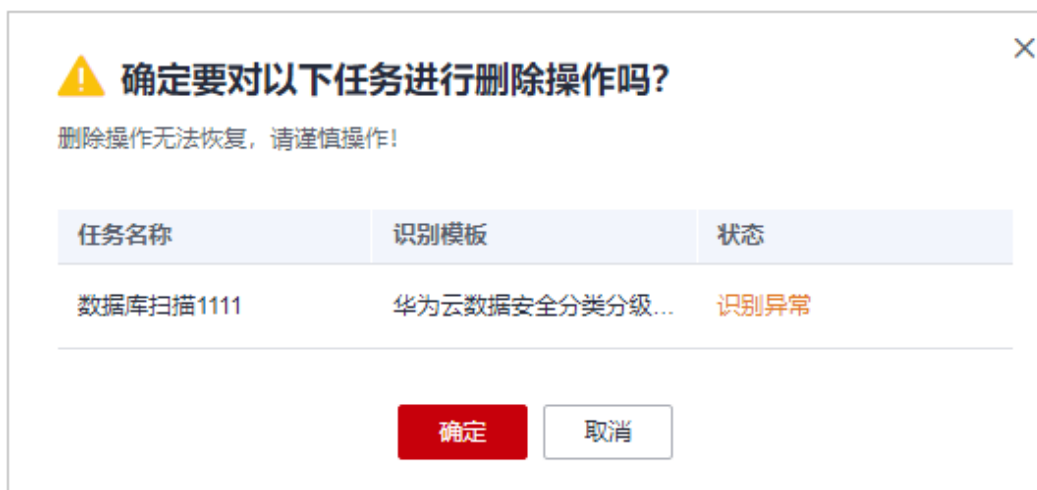 确定要对以下任务进行删除操作吗？
删除操作无法恢复，请谨慎操作！
任务名称 识别模板 状态
数据库扫描1111 华为云数据安全分类分级... 识别异常
确定 取消